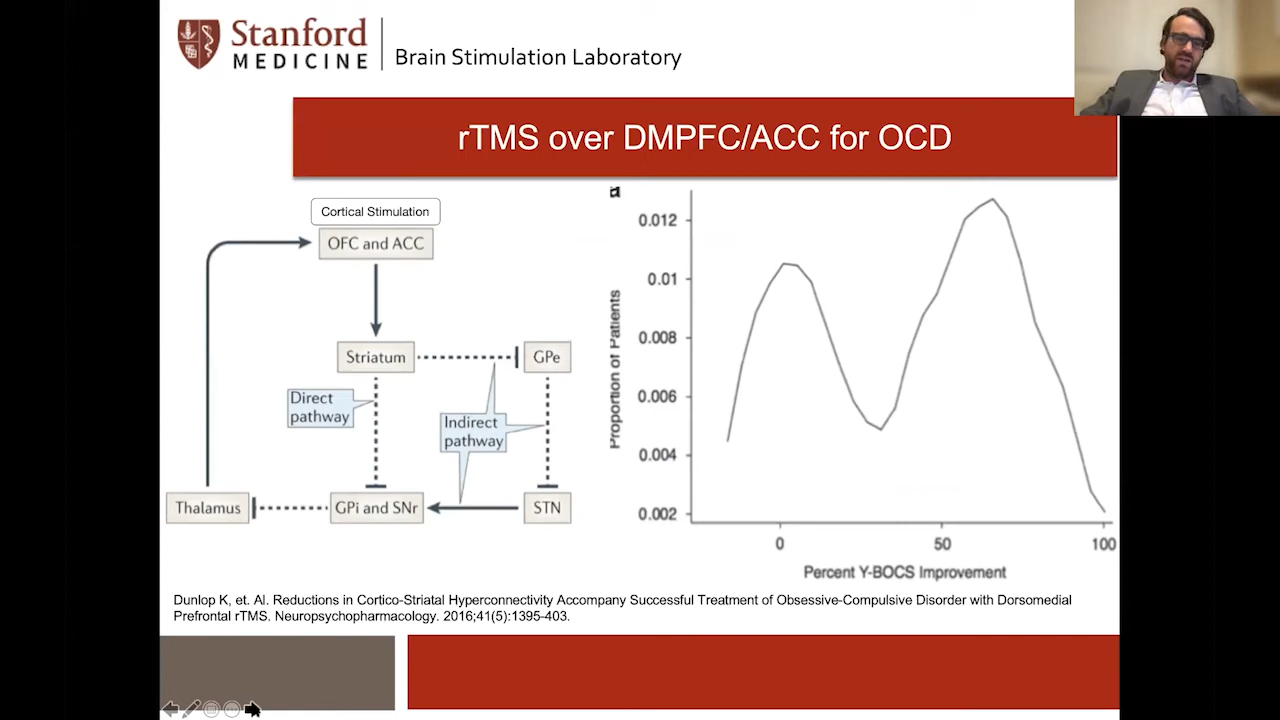 Stanford
MEDICINE
Brain Stimulation Laboratory
rTMS over DMPFC/ACC for OCD
Cortical Stimulation
OFC and ACC
Striatum
GPe
Direct
pathway
Indirect
pathway
Thalamus
GPi and SNr
STN
a
0.012
0.01
0.008
0.006
0.004
0.002
Proportion of Patients
0
50
100
Percent Y-BOCS Improvement
Dunlop K, et. Al. Reductions in Cortico-Striatal Hyperconnectivity Accompany Successful Treatment of Obsessive-Compulsive Disorder with Dorsomedial
Prefrontal rTMS. Neuropsychopharmacology. 2016;41(5):1395-403.